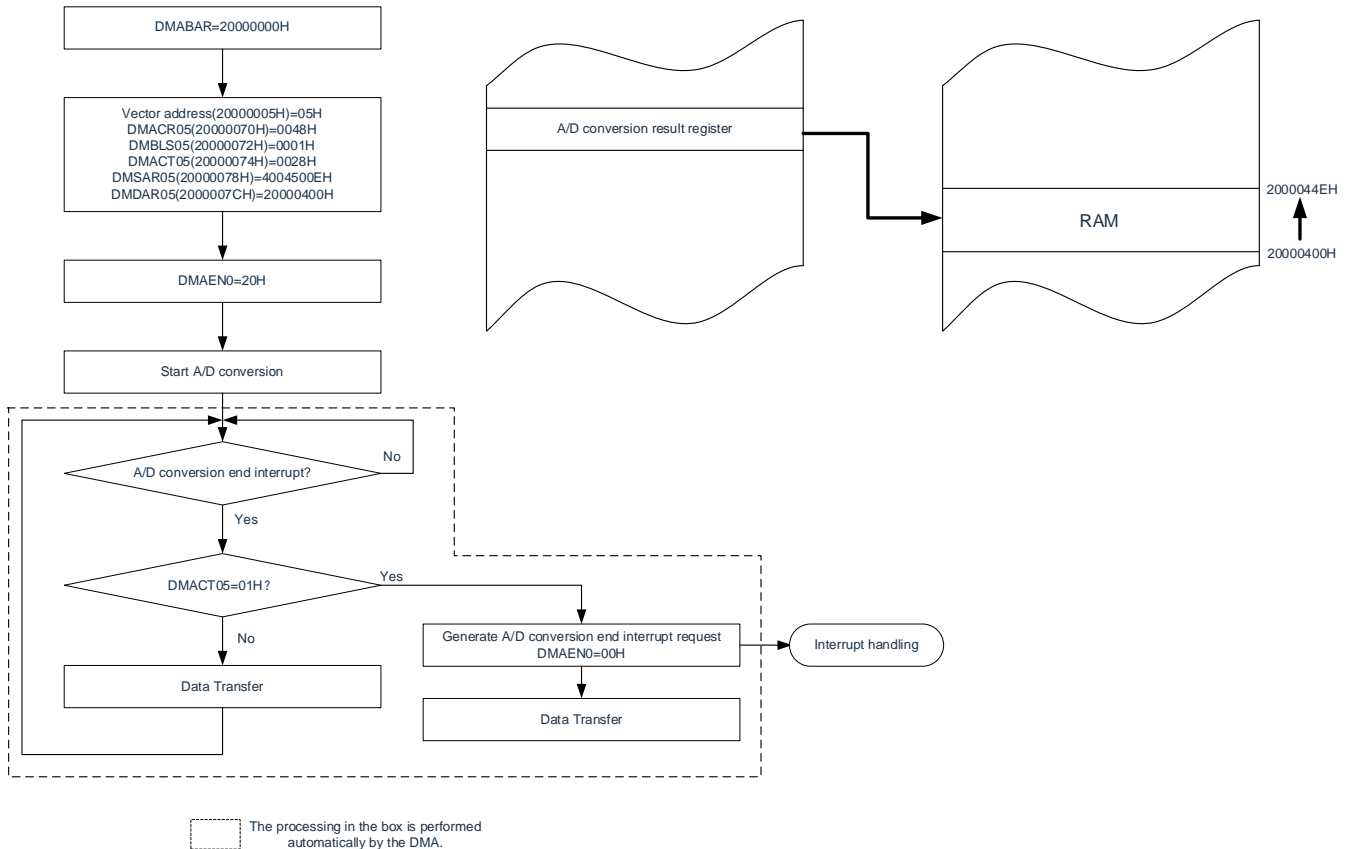 DMABAR=20000000H
Vector address(20000005H)=05H
DMACR05(20000070H)=0048H
DMBLS05(20000072H)=0001H
DMACT05(20000074H)=0028H
DMSAR05(20000078H)=4004500EH
DMDAR05(2000007CH)=20000400H
DMAEN0=20H
Start A/D conversion
A/D conversion end interrupt?
No
Yes
DMACT05=01H?
Yes
No
Data Transfer
Generate A/D conversion end interrupt request
DMAEN0=00H
Data Transfer
Interrupt handling
A/D conversion result register
RAM
2000044EH
20000400H
The processing in the box is performed
automatically by the DMA.